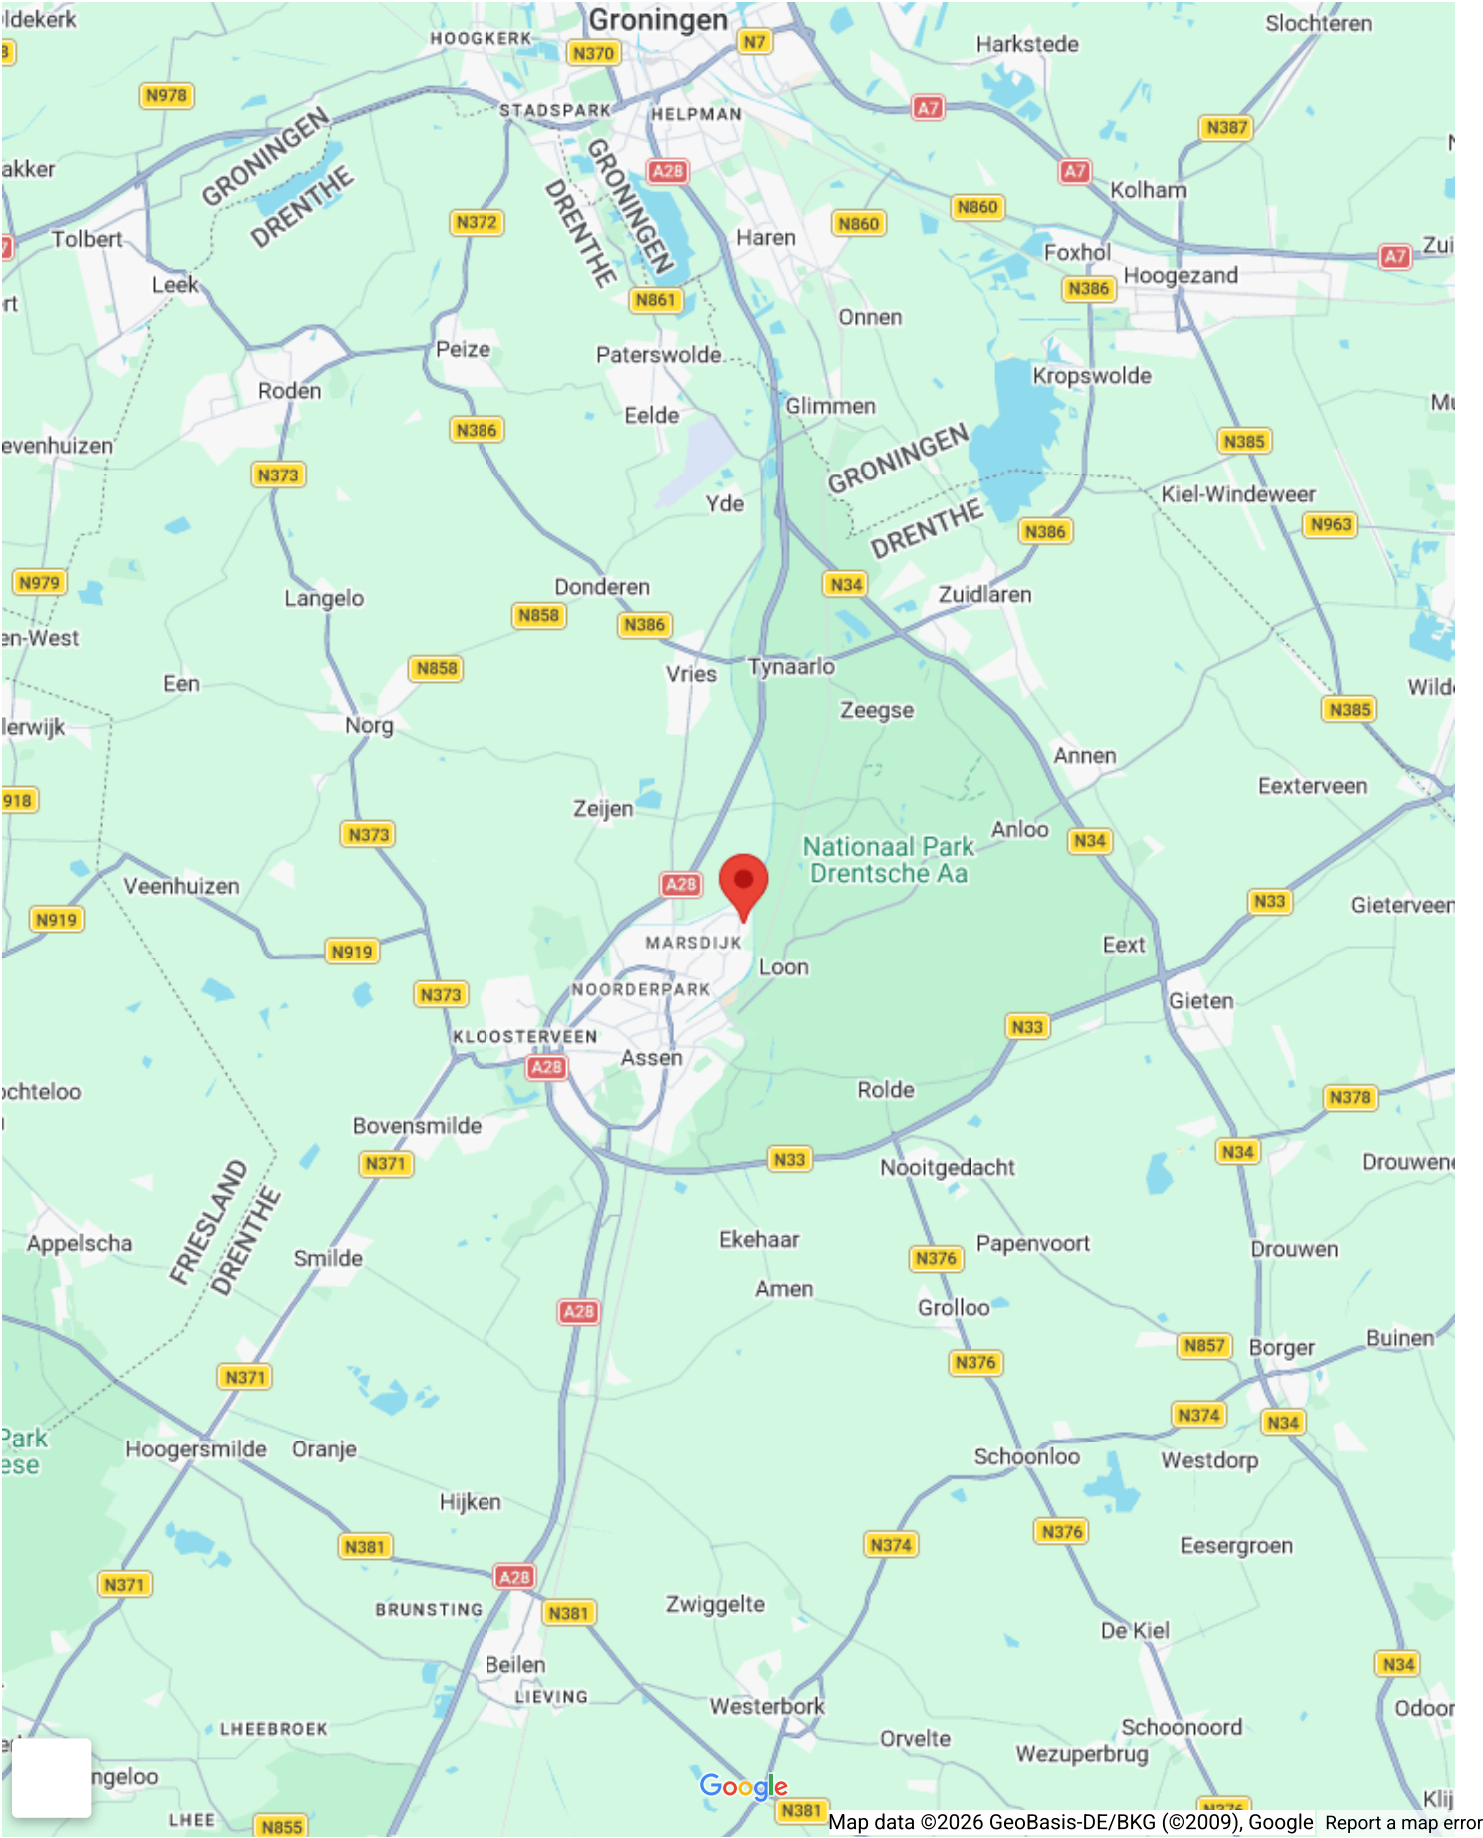 Groningen
Slochteren
HOOGKERK
N7
Harkstede
N370
N978
STADSPARK
HELPMAN
A7
N387
GRONINGEN
DRENTHE
GRONINGEN
DRENTHE
A28
A7
Kolham
N372
N860
N860
Tolbert
Haren
Foxhol
A7
Leek
Hoogezand
N386
N861
Onnen
Peize
Paterswolde
Kropswolde
Roden
Eelde
Glimmen
N386
GRONINGEN
DRENTHE
N385
N373
Yde
Kiel-Windeweer
N963
N386
N979
Donderen
N34
Zuidlaren
Langelo
N858
N386
en-West
N858
Vries
Tynaarlo
Een
Zeegse
N385
lerwijk
Norg
Annen
Eexterveen
918
Zeijen
N373
Anloo
N34
Nationaal Park
Drentsche Aa
Veenhuizen
A28
N33
Gieterveen
N919
MARSDIJK
Eext
N919
Loon
N373
NOORDERPARK
Gieten
KLOOSTERVEEN
N33
Assen
A28
Rolde
ochteloo
N378
Bovensmilde
N371
N33
N34
Nooitgedacht
Drouwene
FRIESLAND
DRENTHE
Appelscha
Smilde
Ekehaar
N376
Papenvoort
Drouwen
Amen
A28
Grolloo
N857
Borger
Buinen
N376
N371
N374
N34
Park
ese
Hoogersmilde
Oranje
Schoonloo
Westdorp
Hijken
N381
N374
N376
Eesergroen
N371
A28
BRUNSTING
N381
Zwiggelte
De Kiel
Beilen
N34
LIEVING
Westerbork
LHEEBROEK
Odoor
Orvelte
Schoonoord
Wezuperbrug
ngeloo
Google
Klij
LHEE
N855
N381
N376
Map data ©2026 GeoBasis-DE/BKG (©2009), Google
Report a map error